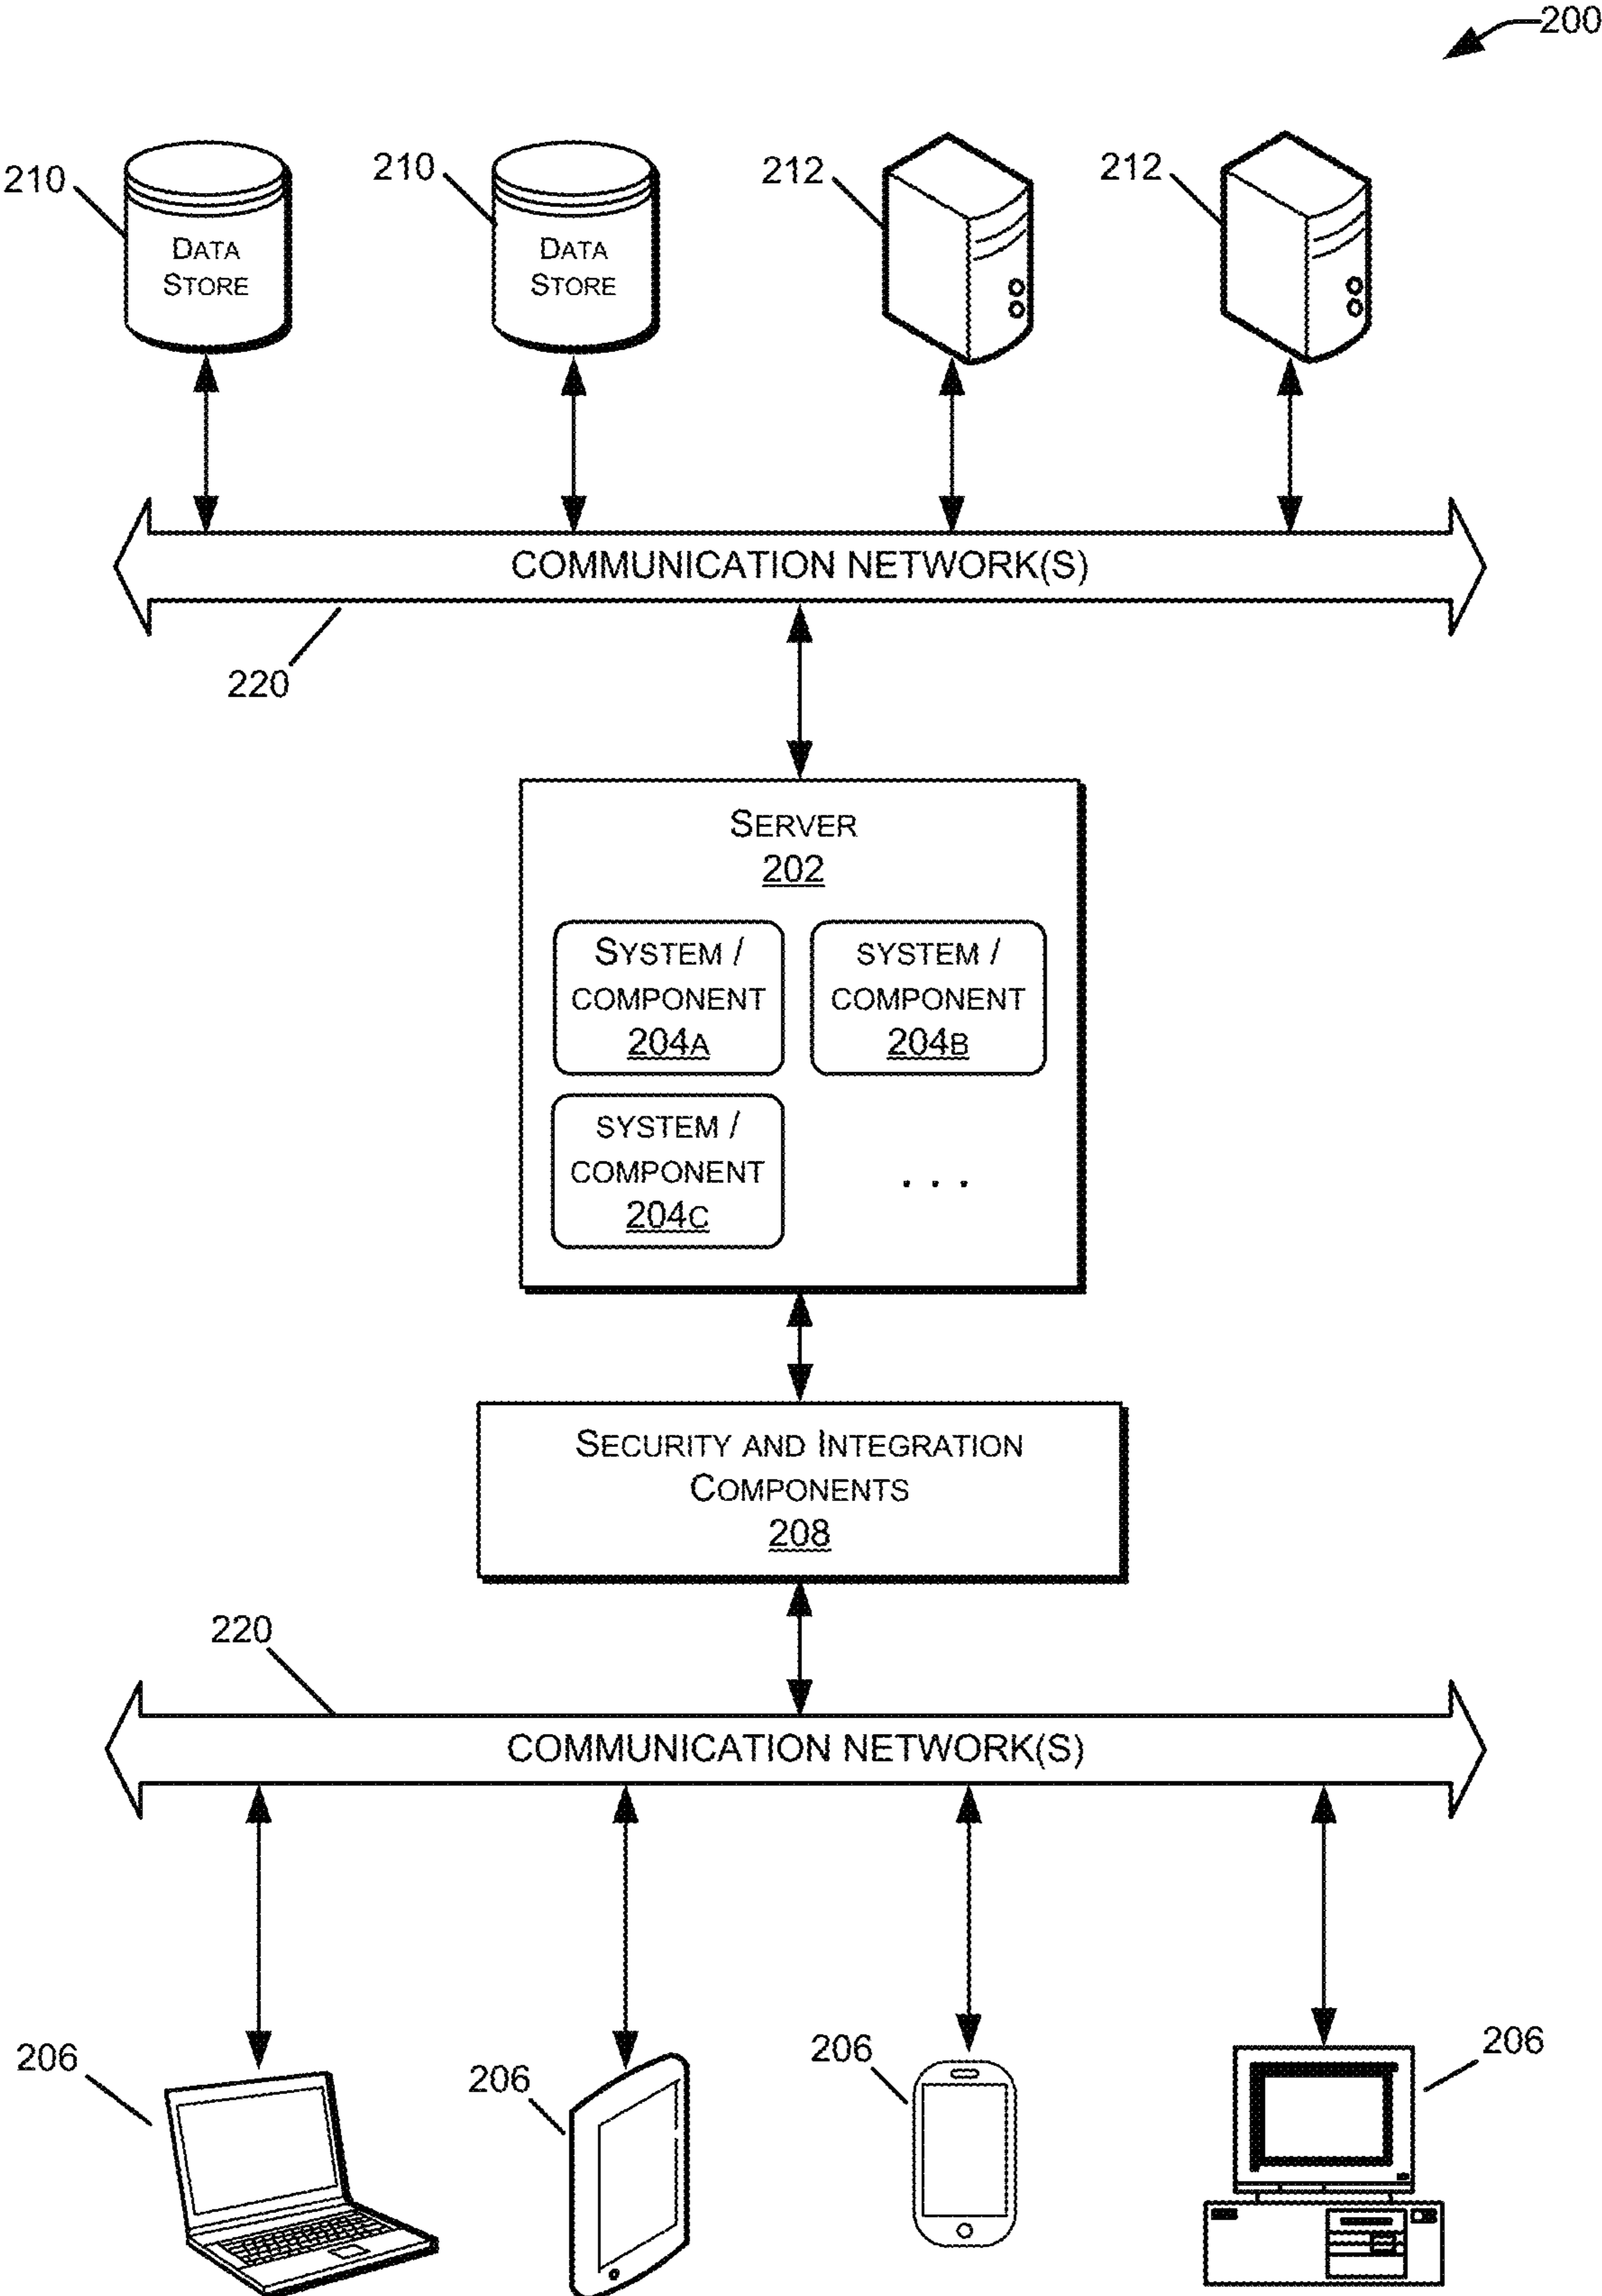 200
210
210
212
212
DATA
STORE
DATA
STORE
COMMUNICATION NETWORK(S)
220
SERVER
202
SYSTEM /
COMPONENT
204A
SYSTEM /
COMPONENT
204B
SYSTEM /
COMPONENT
204C
. . .
SECURITY AND INTEGRATION
COMPONENTS
208
220
COMMUNICATION NETWORK(S)
206
206
206
206